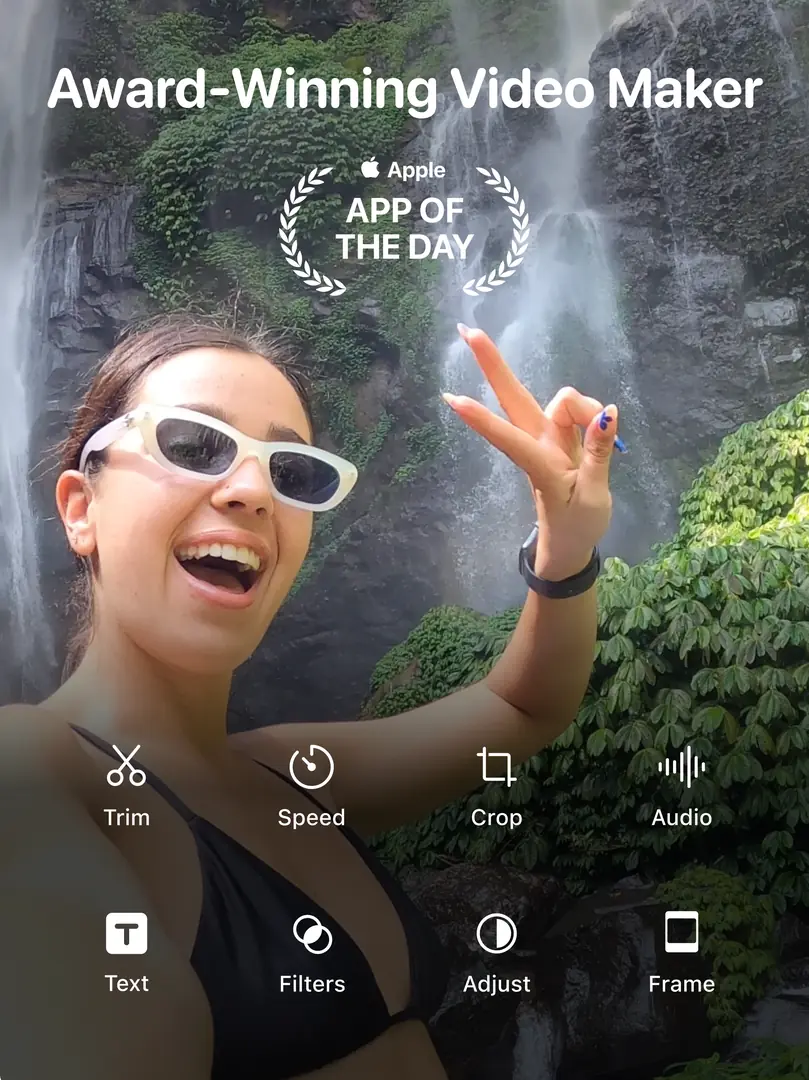 Award-Winning Video Maker
Apple
APP OF
THE DAY
Trim Speed Crop Audio
T
Text Filters Adjust Frame